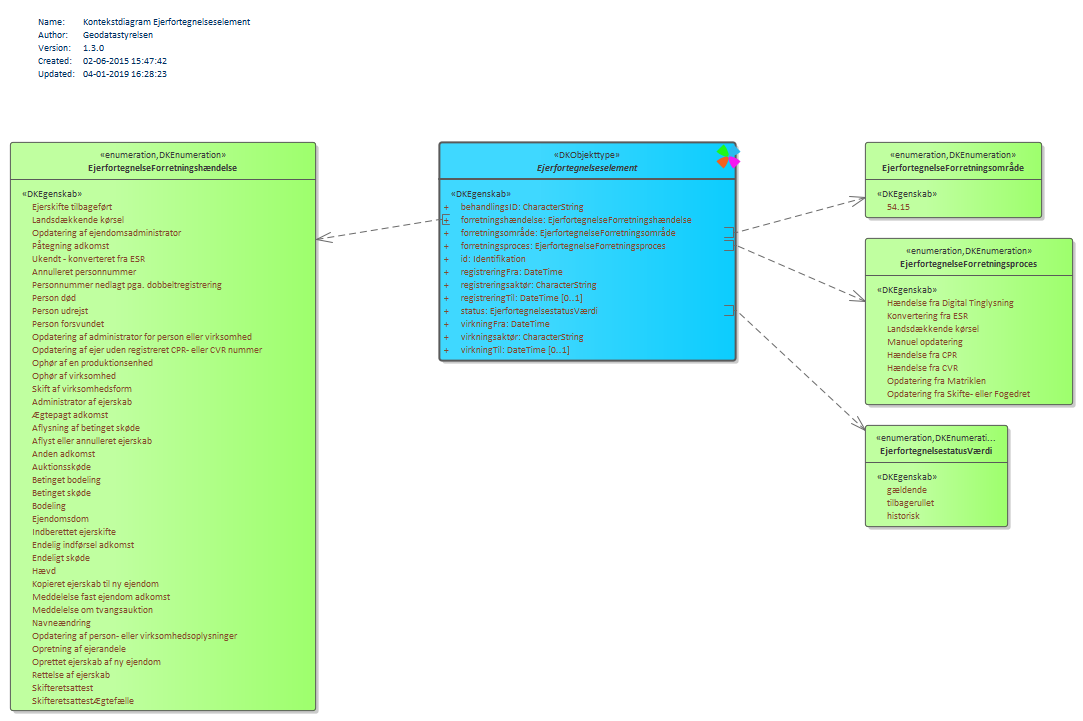 Name: Kontekstdiagram Ejerfortegnelseselement
Author: Geodatastyrelsen
Version: 1.3.0
Created: 02-06-2015 15:47:42
Updated: 04-01-2019 16:28:23
«enumeration,DKEnumeration»
EjerfortegnelseForretningshændelse
«DKEgenskab»
Ejerskifte tilbageført
Landsdækkende kørsel
Opdatering af ejendomsadministrator
Påtegning adkomst
Ukendt - konverteret fra ESR
Annulleret personnummer
Personnummer nedlagt pga. dobbeltregistrering
Person død
Person udrejst
Person forsvundet
Opdatering af administrator for person eller virksomhed
Opdatering af ejer uden registreret CPR- eller CVR nummer
Ophør af en produktionsenhed
Ophør af virksomhed
Skift af virksomhedsform
Administrator af ejerskab
Ægtepagt adkomst
Aflysning af betinget skøde
Aflyst eller annulleret ejerskab
Anden adkomst
Auktionsskøde
Betinget bodeling
Betinget skøde
Bodeling
Ejendomsdom
Indberettet ejerskifte
Endelig indførsel adkomst
Endeligt skøde
Hævd
Kopieret ejerskab til ny ejendom
Meddelelse fast ejendom adkomst
Meddelelse om tvangsauktion
Navneændring
Opdatering af person- eller virksomhedsoplysninger
Opretning af ejerandele
Oprettet ejerskab af ny ejendom
Rettelse af ejerskab
Skifteretsattest
SkifteretsattestÆgtefælle
«DKObjekttype»
Ejerfortegnelseselement
«DKEgenskab»
+ behandlingsID: CharacterString
+ forretningshændelse: EjerfortegnelseForretningshændelse
+ forretningsområde: EjerfortegnelseForretningsområde
+ forretningsproces: EjerfortegnelseForretningsproces
+ id: Identifikation
+ registreringFra: DateTime
+ registreringsaktør: CharacterString
+ registreringTil: DateTime [0..1]
+ status: EjerfortegnelsestatusVærdi
+ virkningFra: DateTime
+ virkningsaktør: CharacterString
+ virkningTil: DateTime [0..1]
«enumeration,DKEnumeration»
EjerfortegnelseForretningsområde
«DKEgenskab»
54.15
«enumeration,DKEnumeration»
EjerfortegnelseForretningsproces
«DKEgenskab»
Hændelse fra Digital Tinglysning
Konvertering fra ESR
Landsdækkende kørsel
Manuel opdatering
Hændelse fra CPR
Hændelse fra CVR
Opdatering fra Matriklen
Opdatering fra Skifte- eller Fogedret
«enumeration,DKEnumerati...
EjerfortegnelsestatusVærdi
«DKEgenskab»
gældende
tilbagerullet
historisk